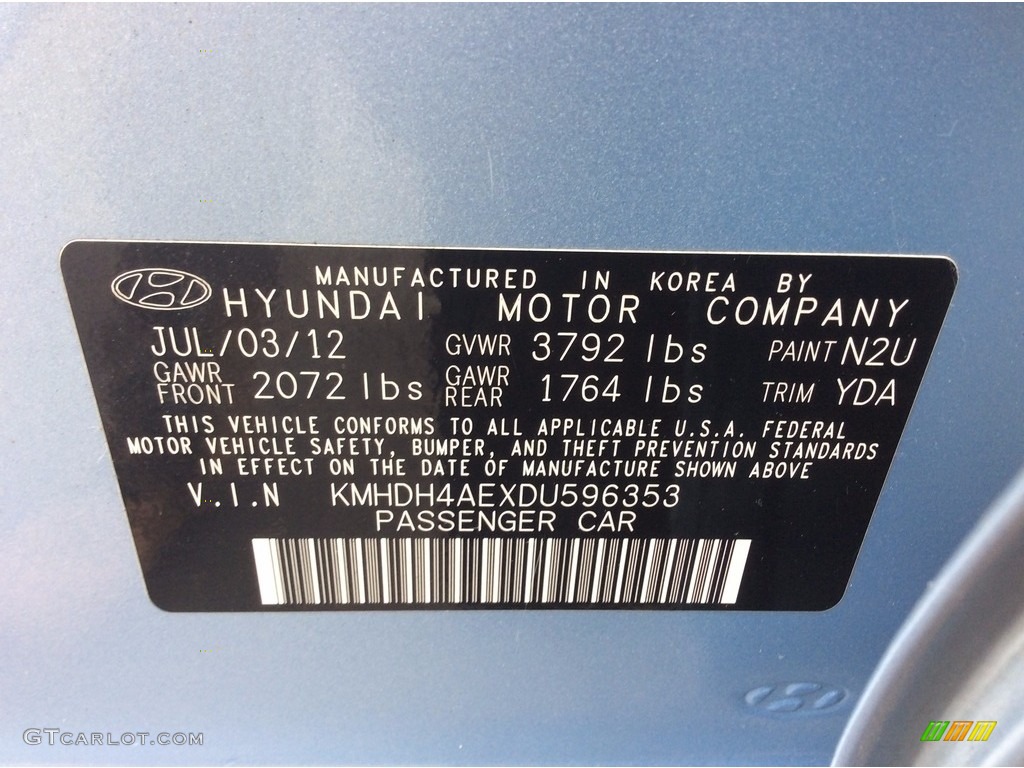 MANUFACTURED IN KOREA BY
HYUNDAI MOTOR COMPANY
JUL/03/12 GVWR 3792 lbs PAINT N2U
GAWR FRONT 2072 lbs GAWR REAR 1764 lbs TRIM YDA
THIS VEHICLE CONFORMS TO ALL APPLICABLE U.S.A. FEDERAL
MOTOR VEHICLE SAFETY, BUMPER, AND THEFT PREVENTION STANDARDS
IN EFFECT ON THE DATE OF MANUFACTURE SHOWN ABOVE
V.I.N KMHDH4AEXDU596353
PASSENGER CAR
GTCARLOT.COM